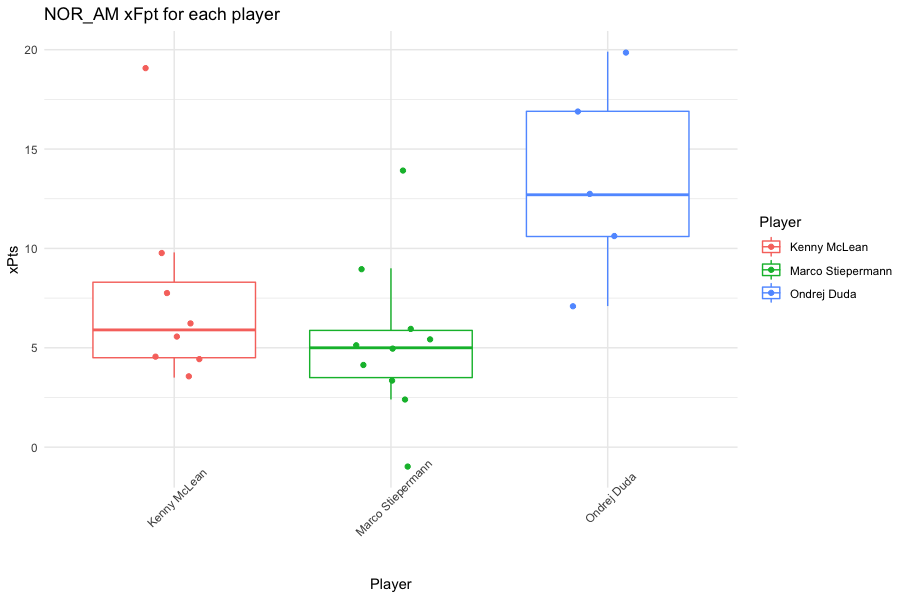 NOR_AM xFpt for each player
20
15
10
5
0
xPts
Kenny McLean
Marco Stiepermann
Ondrej Duda
Player
Player
Kenny McLean
Marco Stiepermann
Ondrej Duda